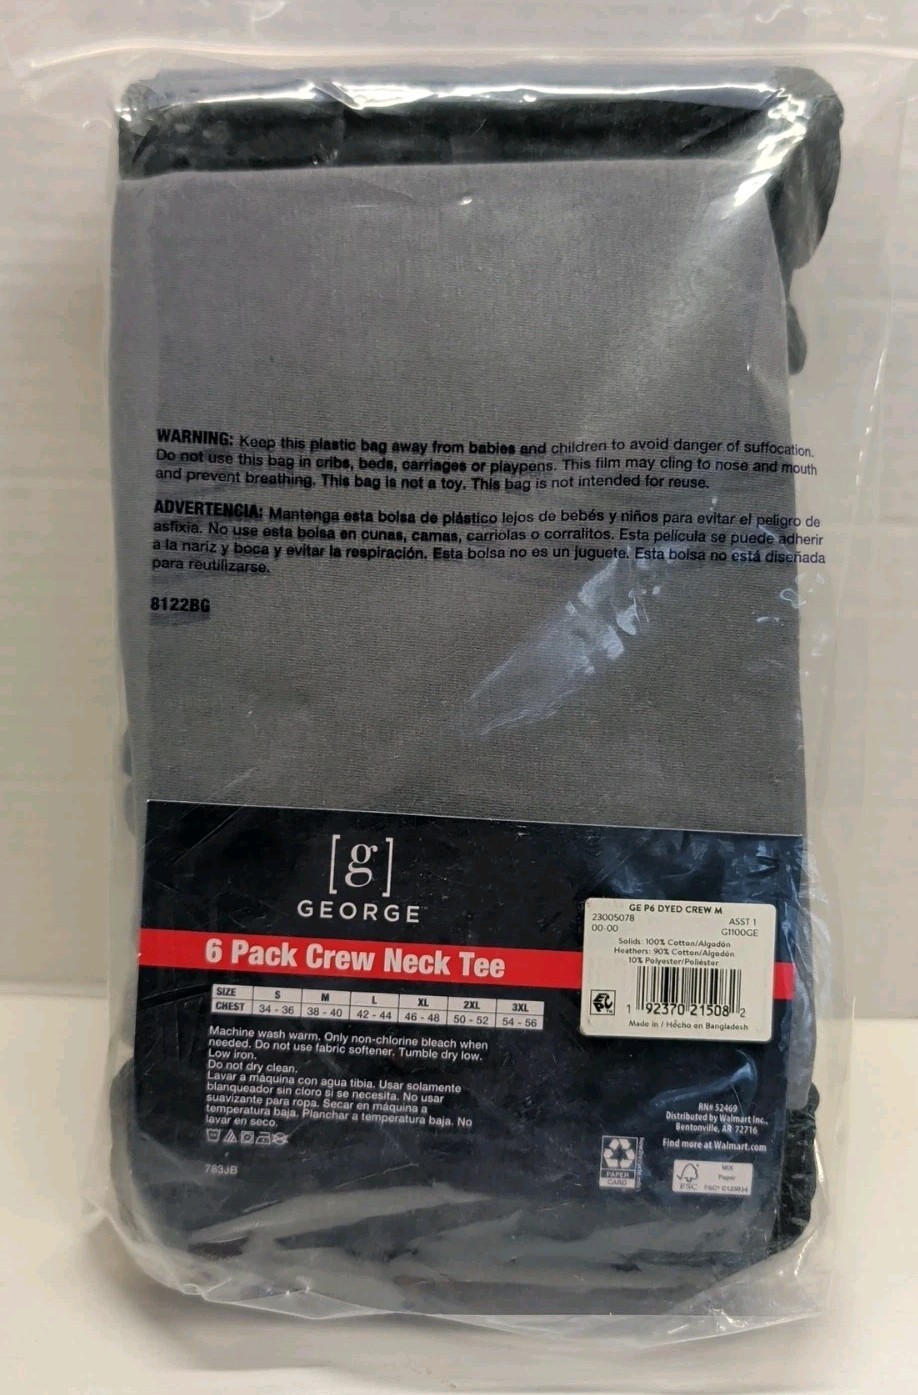 WARNING: Keep this plastic bag away from babies and children to avoid danger of suffocation.
Do not use this bag in cribs, beds, carriages or playpens. This film may cling to nose and mouth
and prevent breathing. This bag is not a toy. This bag is not intended for reuse.
ADVERTENCIA: Mantenga esta bolsa de plástico lejos de bebés y niños para evitar el peligro de
asfixia. No use esta bolsa en cunas, camas, carriolas o corralitos. Esta película se puede adherir
a la nariz y boca y evitar la respiración. Esta bolsa no es un juguete. Esta bolsa no está diseñada
para reutilizarse.
8122BG
[g]
GEORGE
6 Pack Crew Neck Tee
SIZE S M L XL 2XL 3XL
CHEST 34 - 36 38 - 40 42 - 44 46 - 48 50 - 52 54 - 56
Machine wash warm. Only non-chlorine bleach when
needed. Do not use fabric softener. Tumble dry low.
Low iron.
Do not dry clean.
Lavar a máquina con agua tibia. Usar solamente
blanqueador sin cloro si se necesita. No usar
suavizante para ropa. Secar en máquina a
temperatura baja. Planchar a temperatura baja. No
lavar en seco.
783JB
GE P6 DYED CREW M
23005078 ASST 1
00-00 G1100GE
Solids: 100% Cotton/Algodón
Heathers: 90% Cotton/Algodón
10% Polyester/Poliéster
1 92370 21508 2
Made in / Hecho en Bangladesh
RN# 52469
Distributed by Walmart Inc.,
Bentonville, AR 72716
Find more at Walmart.com
PAPER
CARD
MIX
Paper
FSC